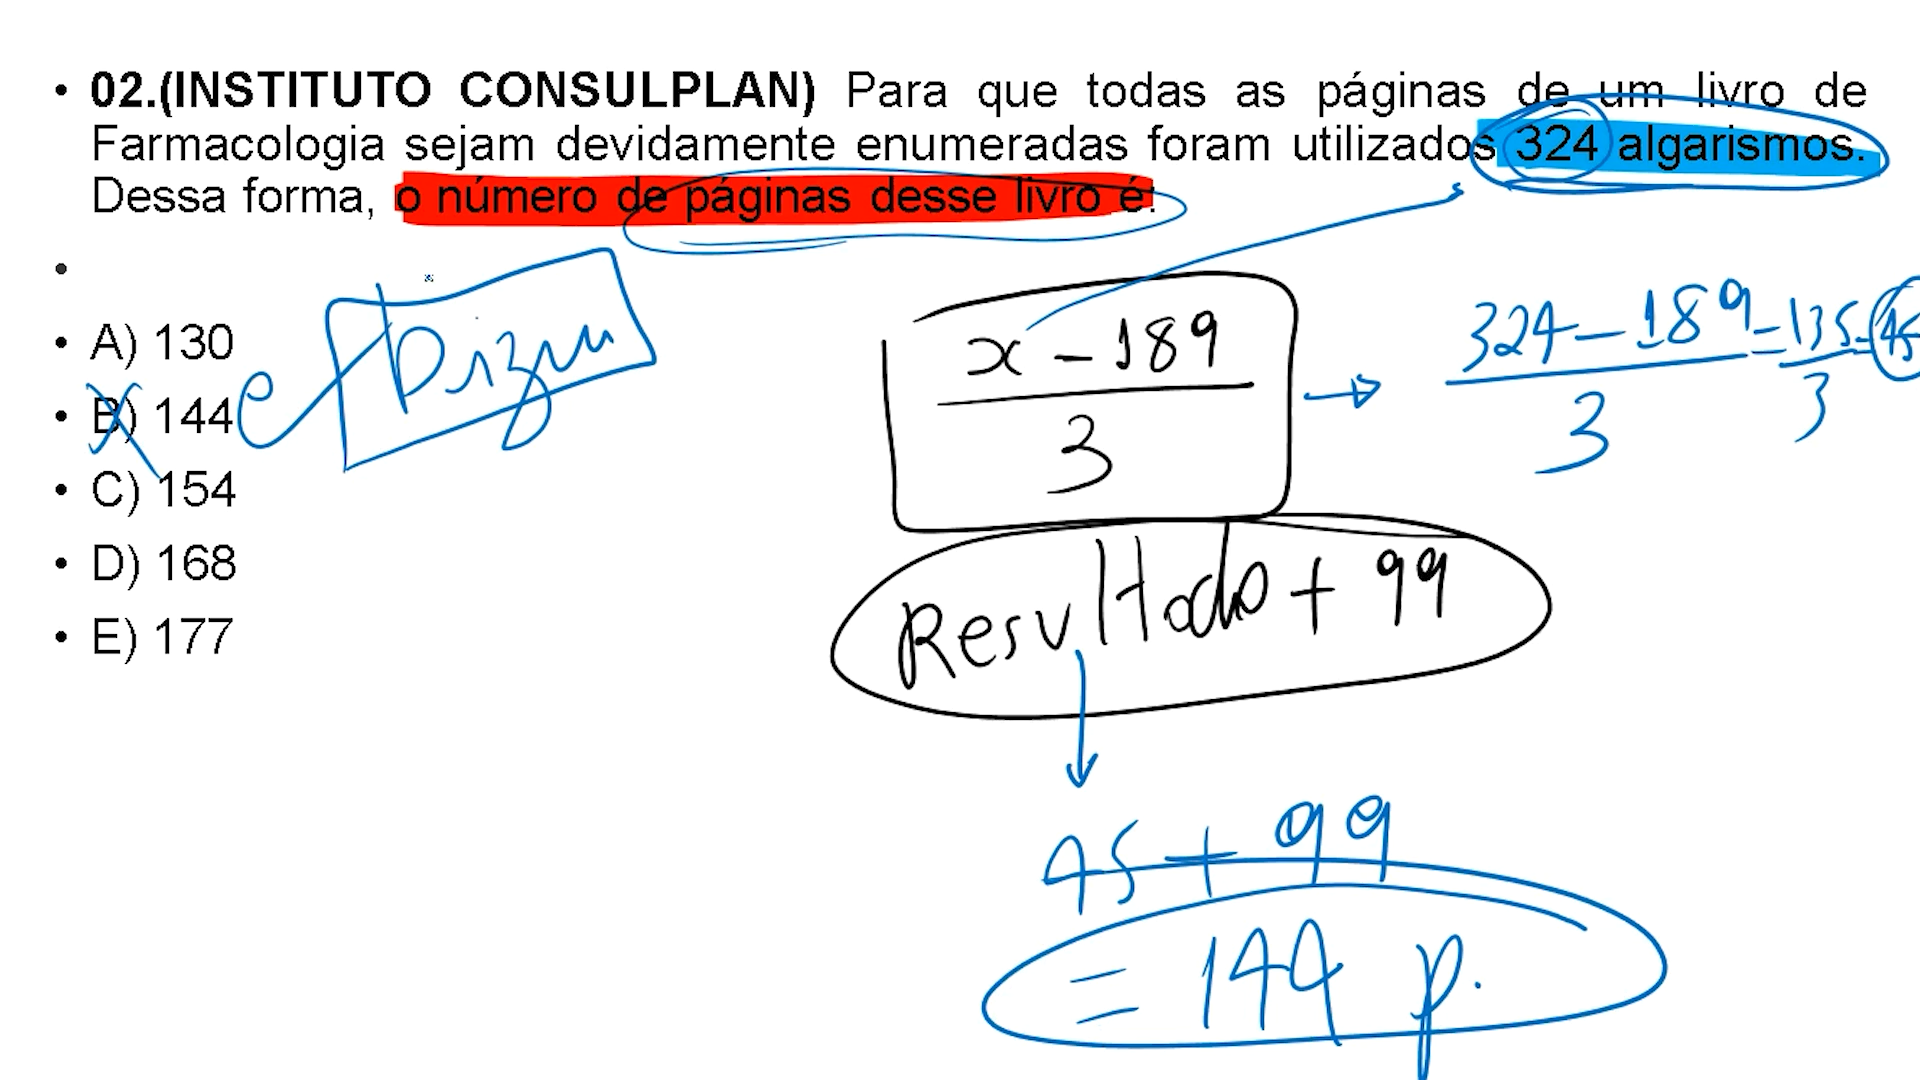 • 02.(INSTITUTO CONSULPLAN) Para que todas as páginas de um livro de
Farmacologia sejam devidamente enumeradas foram utilizados 324 algarismos.
Dessa forma, o número de páginas desse livro é:
•
• A) 130
• B) 144
• C) 154
• D) 168
• E) 177
x - 189
3
324 - 189 = 135 = 45
3 3
Resultado + 99
45 + 99
= 144 p.